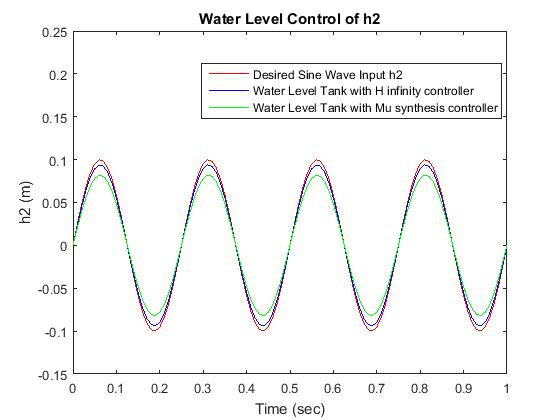 Water Level Control of h2
0.25
0.2
0.15
0.1
0.05
0
-0.05
-0.1
-0.15
h2 (m)
Desired Sine Wave Input h2
Water Level Tank with H infinity controller
Water Level Tank with Mu synthesis controller
0 0.1 0.2 0.3 0.4 0.5 0.6 0.7 0.8 0.9 1
Time (sec)